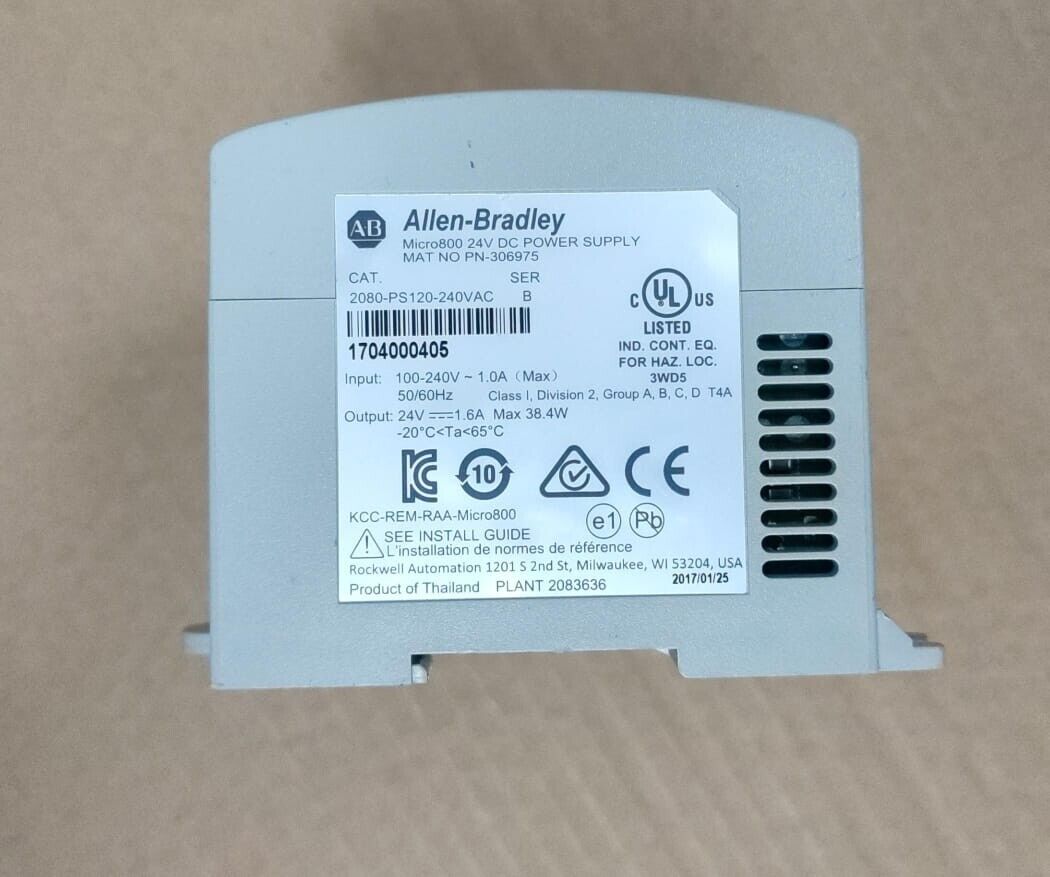 AB Allen-Bradley
Micro800 24V DC POWER SUPPLY
MAT NO PN-306975
CAT. SER
2080-PS120-240VAC B
1704000405
C UL US
LISTED
IND. CONT. EQ.
FOR HAZ. LOC.
3WD5
Input: 100-240V ~ 1.0A (Max)
50/60Hz Class I, Division 2, Group A, B, C, D T4A
Output: 24V ⎓1.6A Max 38.4W
-20°C<Ta<65°C
KC 10 CE
KCC-REM-RAA-Micro800
e1 Pb
SEE INSTALL GUIDE
L'installation de normes de référence
Rockwell Automation 1201 S 2nd St, Milwaukee, WI 53204, USA
2017/01/25
Product of Thailand PLANT 2083636